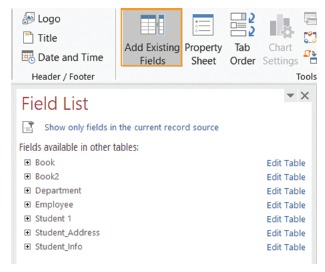 Logo
Title
Date and Time
Header / Footer
Add Existing
Fields
Property
Sheet
Tab
Order
Chart
Settings
Tools
Field List
Show only fields in the current record source
Fields available in other tables:
Book Edit Table
Book2 Edit Table
Department Edit Table
Employee Edit Table
Student 1 Edit Table
Student_Address Edit Table
Student_Info Edit Table